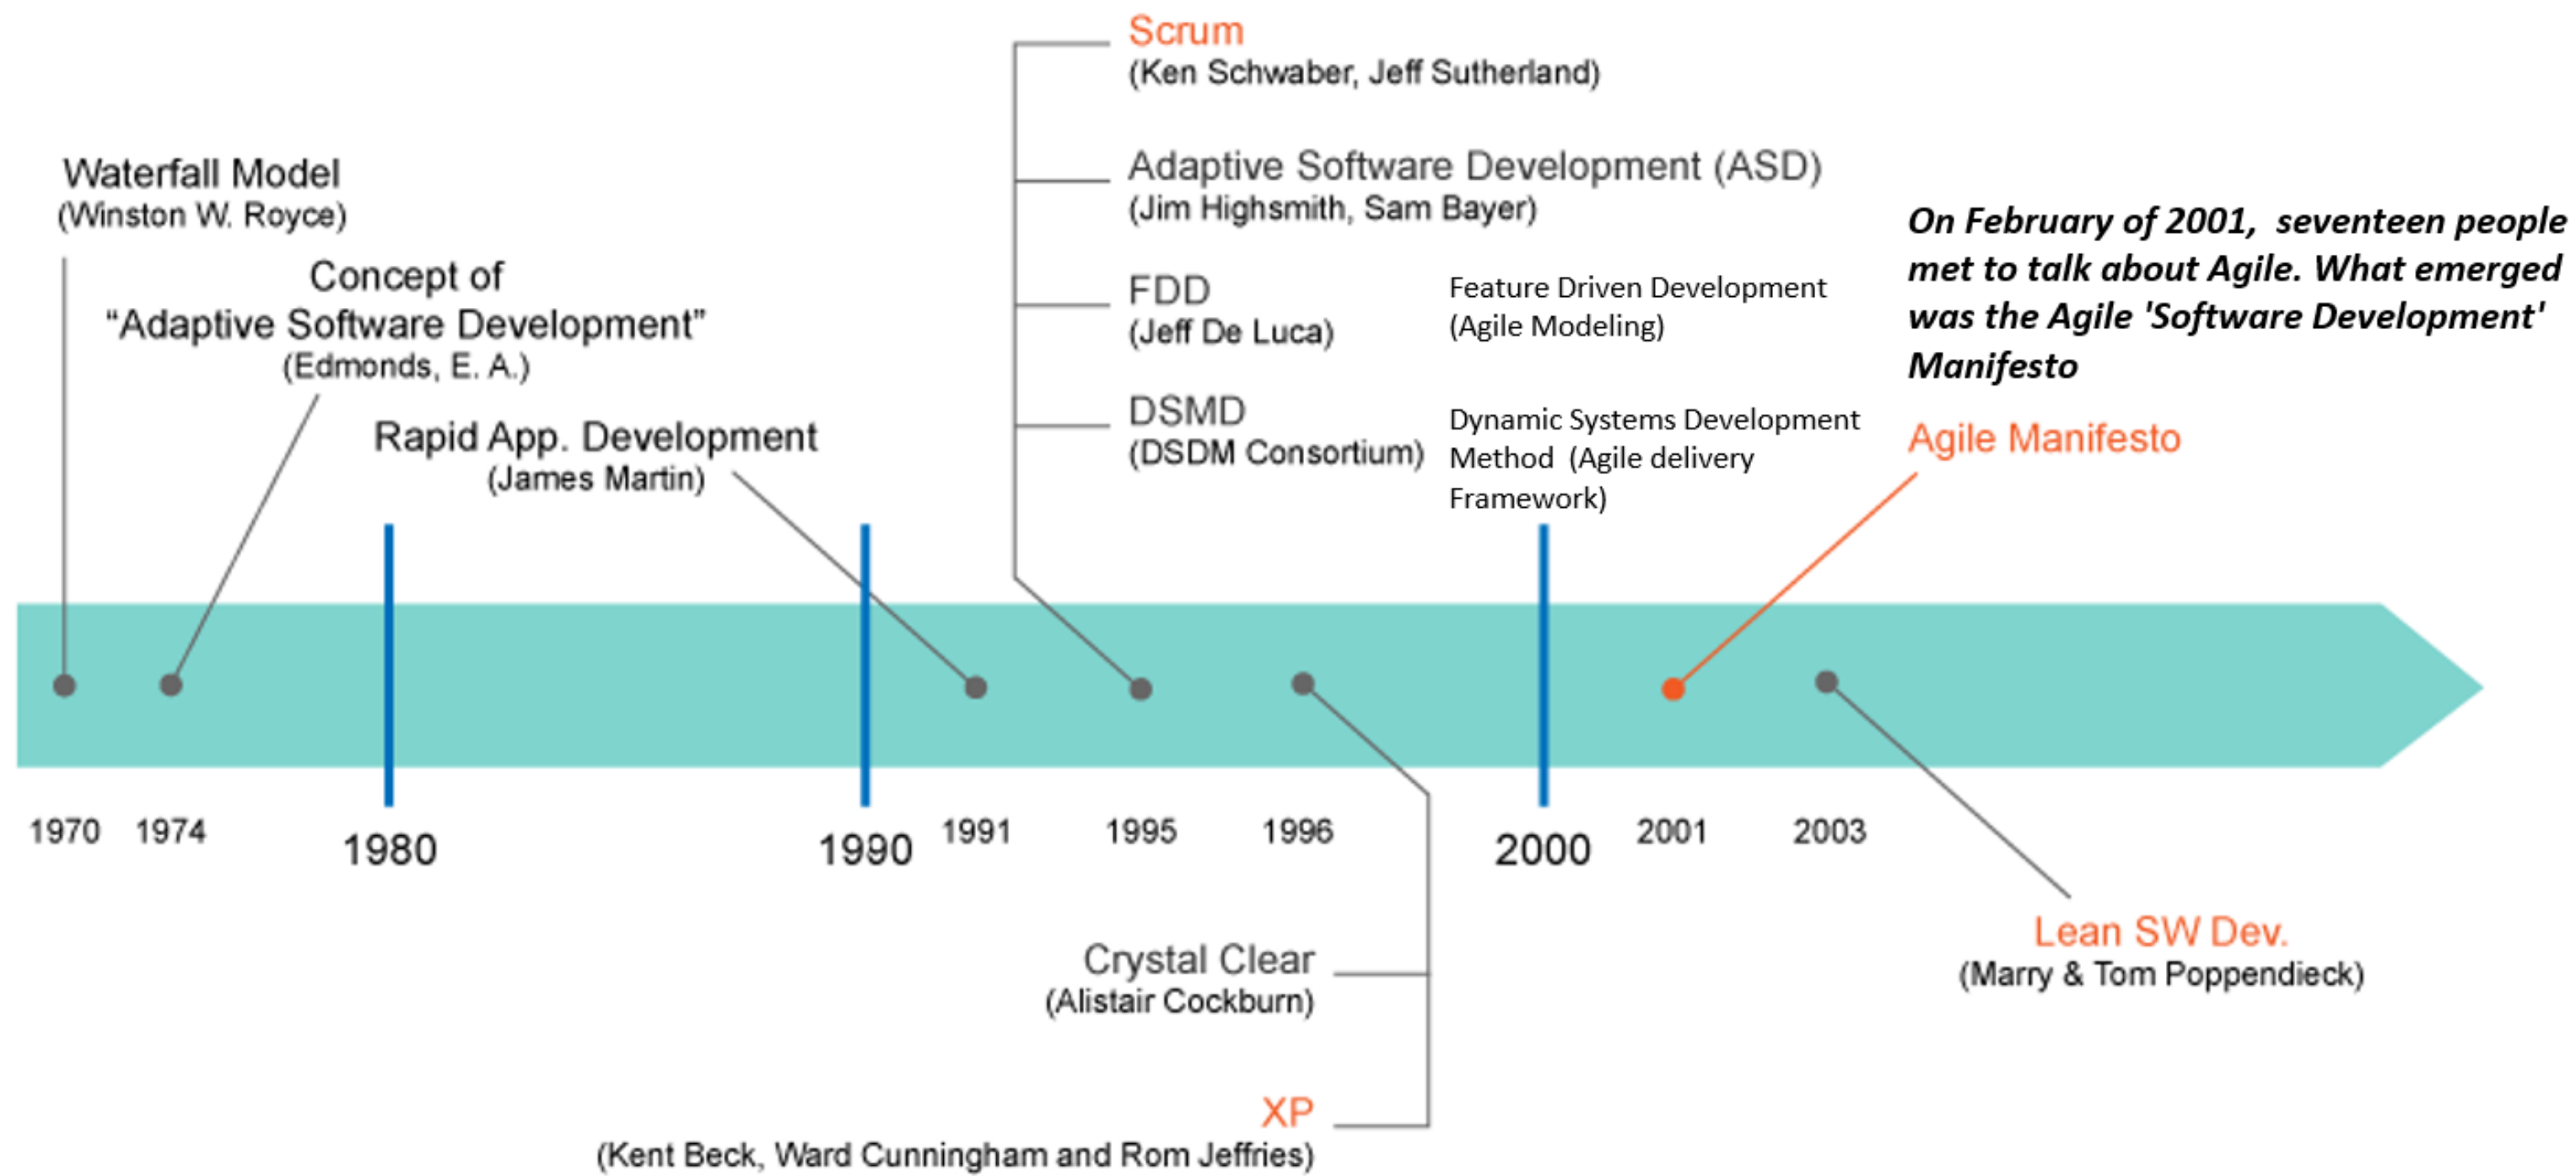 Scrum
(Ken Schwaber, Jeff Sutherland)
Adaptive Software Development (ASD)
(Jim Highsmith, Sam Bayer)
FDD
(Jeff De Luca)
Feature Driven Development
(Agile Modeling)
DSMD
(DSDM Consortium)
Dynamic Systems Development
Method (Agile delivery
Framework)
Waterfall Model
(Winston W. Royce)
Concept of
“Adaptive Software Development”
(Edmonds, E. A.)
Rapid App. Development
(James Martin)
On February of 2001, seventeen people
met to talk about Agile. What emerged
was the Agile 'Software Development'
Manifesto
Agile Manifesto
1970
1974
1980
1990
1991
1995
1996
2000
2001
2003
Crystal Clear
(Alistair Cockburn)
XP
(Kent Beck, Ward Cunningham and Rom Jeffries)
Lean SW Dev.
(Marry & Tom Poppendieck)